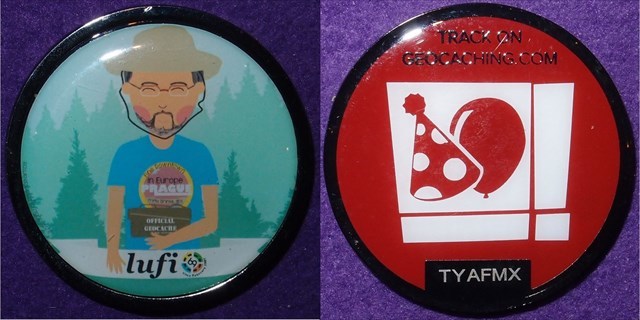 in Europe
PRAGUE
OFFICIAL
GEOCACHE
lufi
TRACK ON
GEOCACHING.COM
TYAFMX